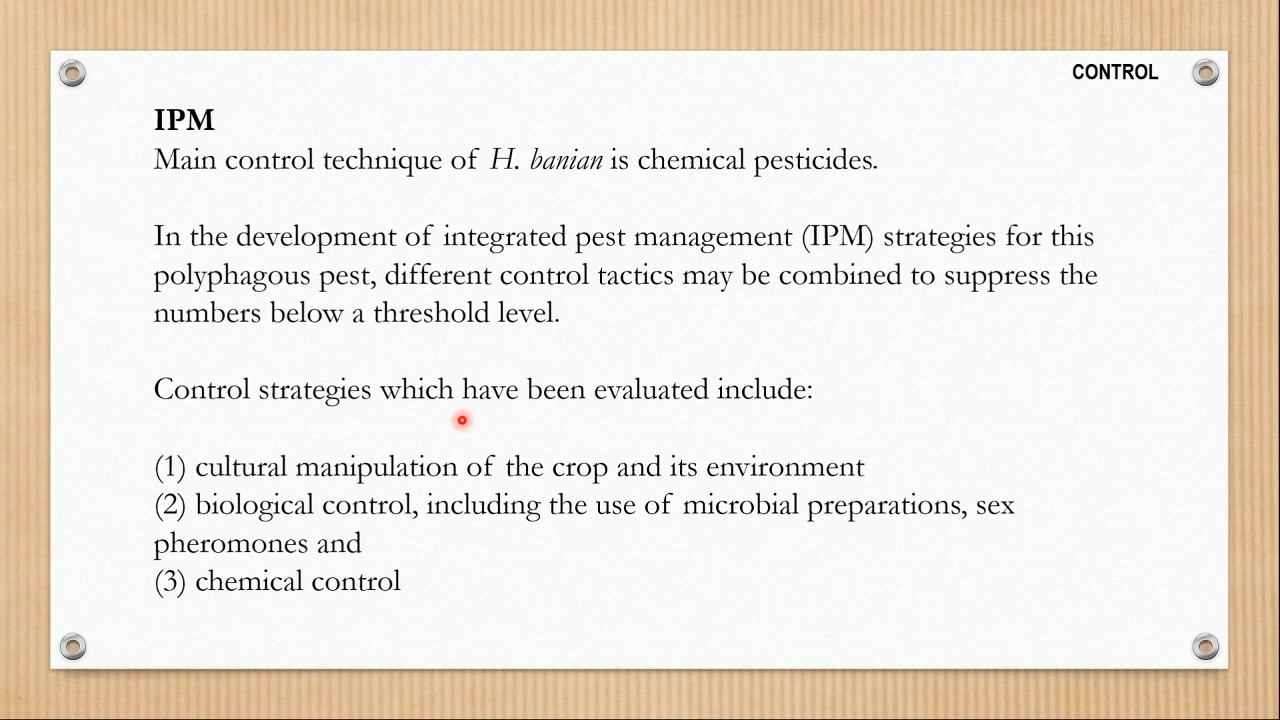 CONTROL
IPM
Main control technique of H. banian is chemical pesticides.
In the development of integrated pest management (IPM) strategies for this
polyphagous pest, different control tactics may be combined to suppress the
numbers below a threshold level.
Control strategies which have been evaluated include:
(1) cultural manipulation of the crop and its environment
(2) biological control, including the use of microbial preparations, sex
pheromones and
(3) chemical control